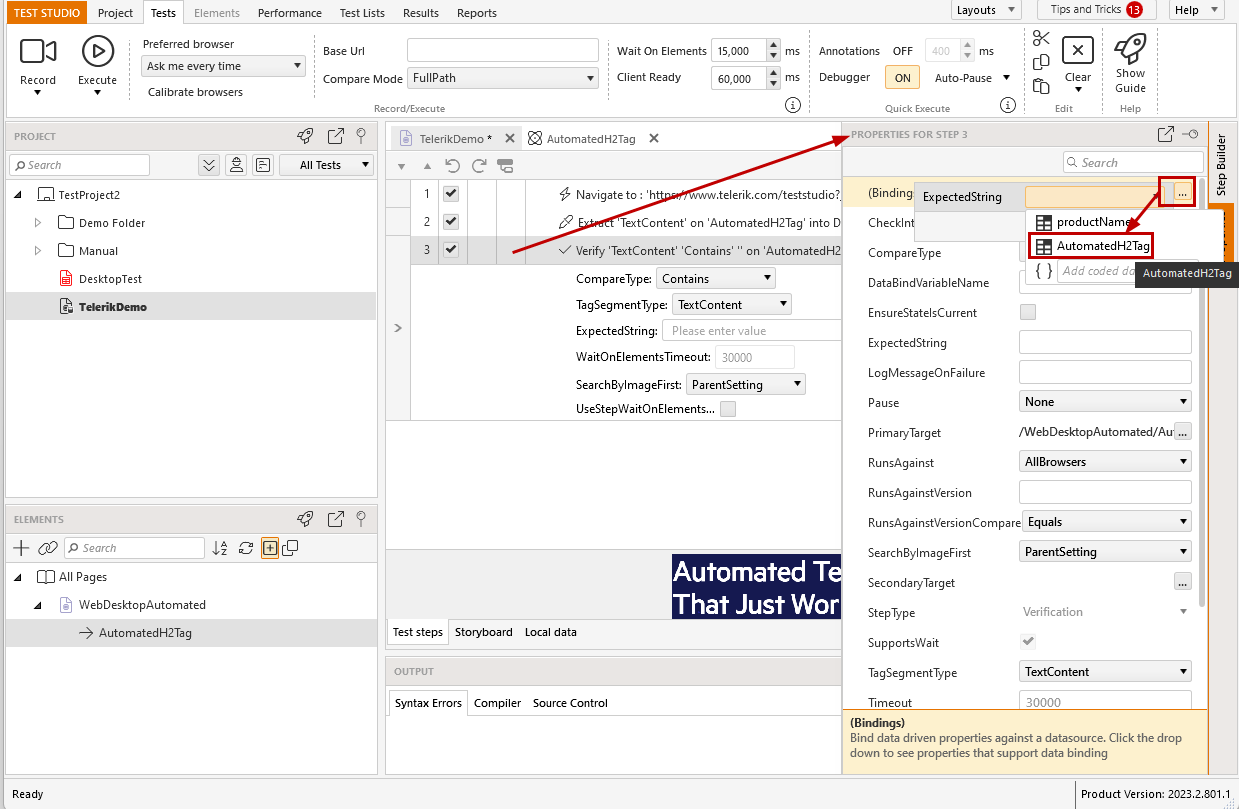 TEST STUDIO Project Tests Elements Performance Test Lists Results Reports Layouts Tips and Tricks 13 Help
Record
Execute
Preferred browser
Ask me every time
Calibrate browsers
Base Url
Compare Mode FullPath
Record/Execute
Wait On Elements 15,000 ms
Client Ready 60,000 ms
Annotations OFF 400 ms
Debugger ON Auto-Pause
Quick Execute
Clear
Edit
Show
Guide
Help
PROJECT
Search All Tests
TestProject2
Demo Folder
Manual
DesktopTest
TelerikDemo
ELEMENTS
Search
All Pages
WebDesktopAutomated
AutomatedH2Tag
TelerikDemo * AutomatedH2Tag
1 Navigate to : 'https://www.telerik.com/teststudio?
2 Extract 'TextContent' on 'AutomatedH2Tag' into D
3 Verify 'TextContent' 'Contains' '' on 'AutomatedH2
CompareType: Contains
TagSegmentType: TextContent
ExpectedString: Please enter value
WaitOnElementsTimeout: 30000
SearchByImageFirst: ParentSetting
UseStepWaitOnElements...
Automated Te
That Just Wor
Test steps Storyboard Local data
OUTPUT
Syntax Errors Compiler Source Control
PROPERTIES FOR STEP 3
Search
(Bindings
ExpectedString
...
productName
AutomatedH2Tag
{ } Add coded da
AutomatedH2Tag
CheckInt
CompareType
DataBindVariableName
EnsureStateIsCurrent
ExpectedString
LogMessageOnFailure
Pause None
PrimaryTarget /WebDesktopAutomated/Au ...
RunsAgainst AllBrowsers
RunsAgainstVersion
RunsAgainstVersionCompare Equals
SearchByImageFirst ParentSetting
SecondaryTarget ...
StepType Verification
SupportsWait
TagSegmentType TextContent
Timeout 30000
(Bindings)
Bind data driven properties against a datasource. Click the drop
down to see properties that support data binding
Step Builder
Ready
Product Version: 2023.2.801.1